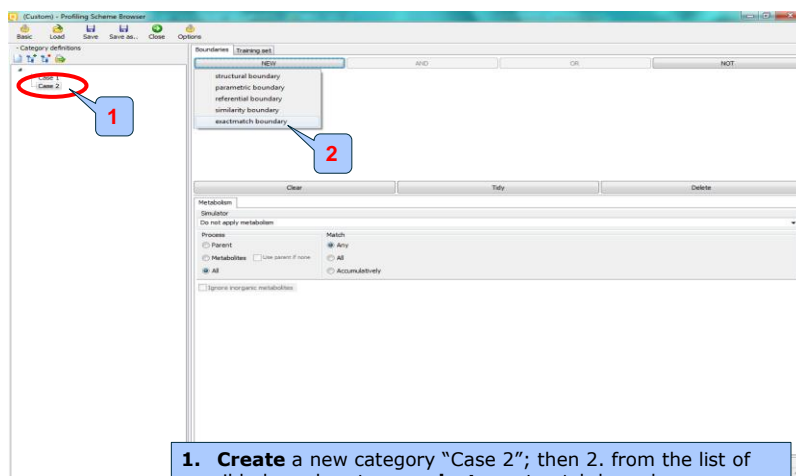 (Custom) - Profiling Scheme Browser
Basic Load Save Save as.. Close Options
- Category definitions
Case 1
Case 2
1
Boundaries Training set
NEW AND OR NOT
structural boundary
parametric boundary
referential boundary
similarity boundary
exactmatch boundary
2
Clear Tidy Delete
Metabolism
Simulator
Do not apply metabolism
Process Match
Parent Any
Metabolites Use parent if none All
All Accumulatively
Ignore inorganic metabolites
1. Create a new category “Case 2”; then 2. from the list of